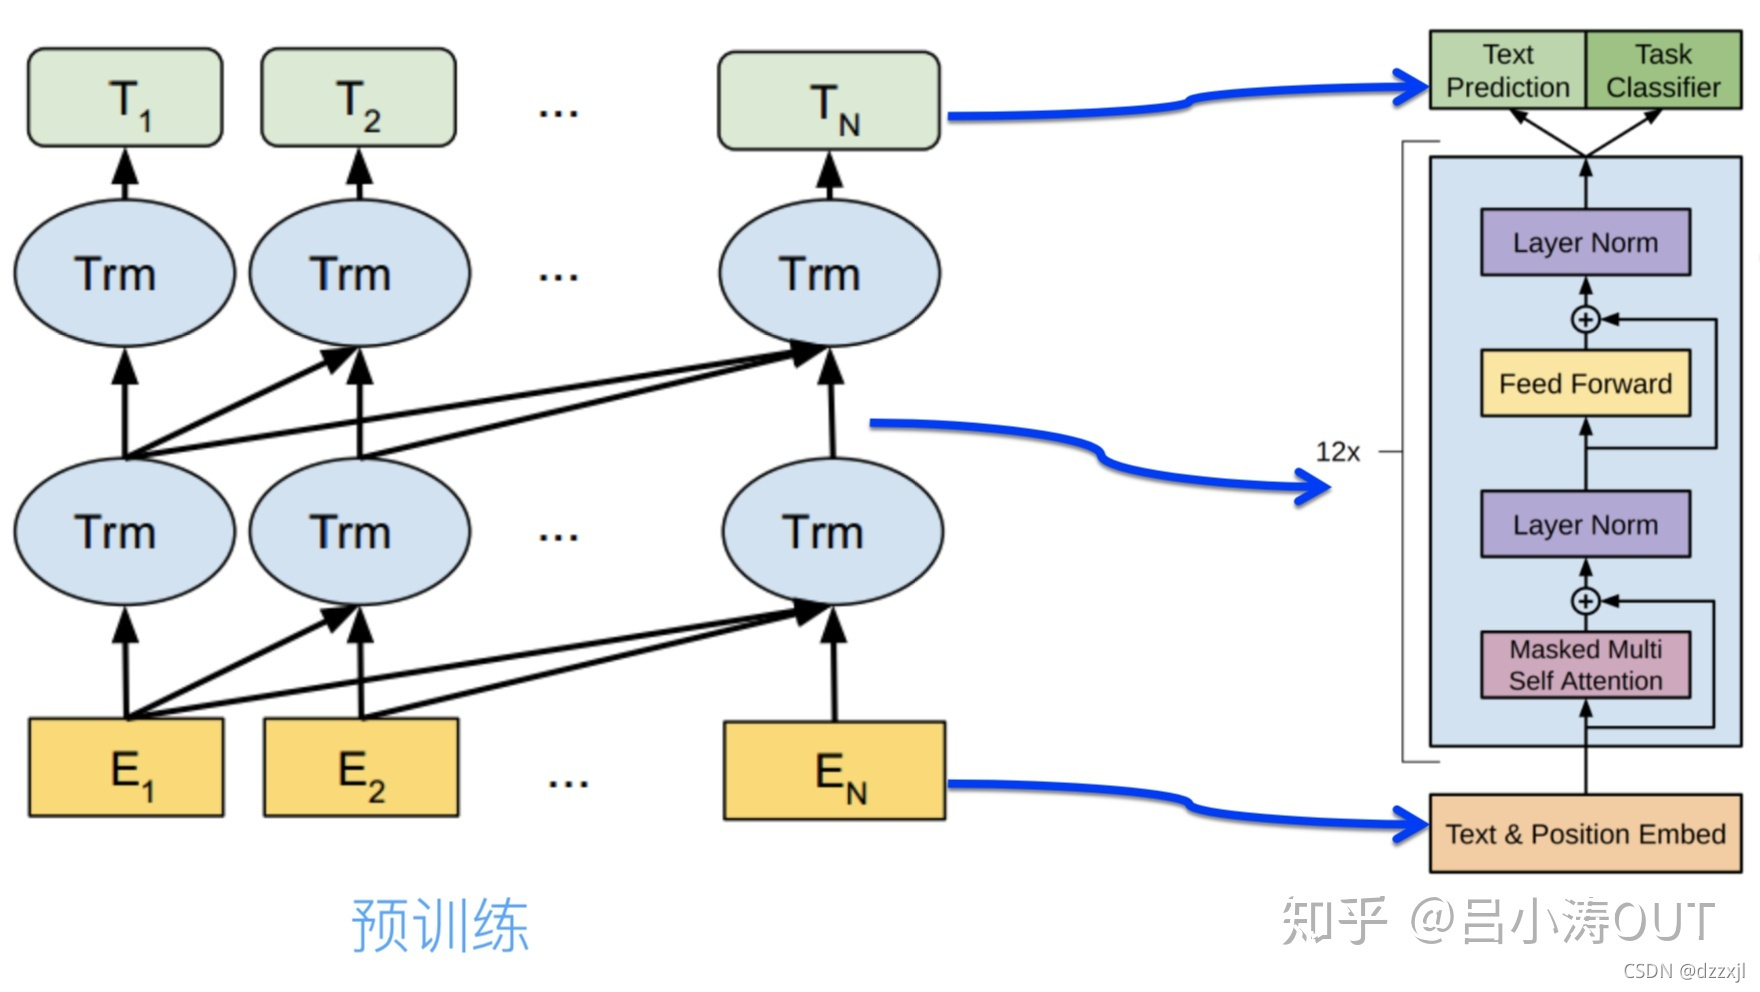 T1 T2 ... TN
Trm Trm ... Trm
Trm Trm ... Trm
E1 E2 ... EN
预训练
Text
Prediction
Task
Classifier
Layer Norm
Feed Forward
12x
Layer Norm
Masked Multi
Self Attention
Text & Position Embed
知乎 @吕小涛OUT
CSDN @dzzxjl